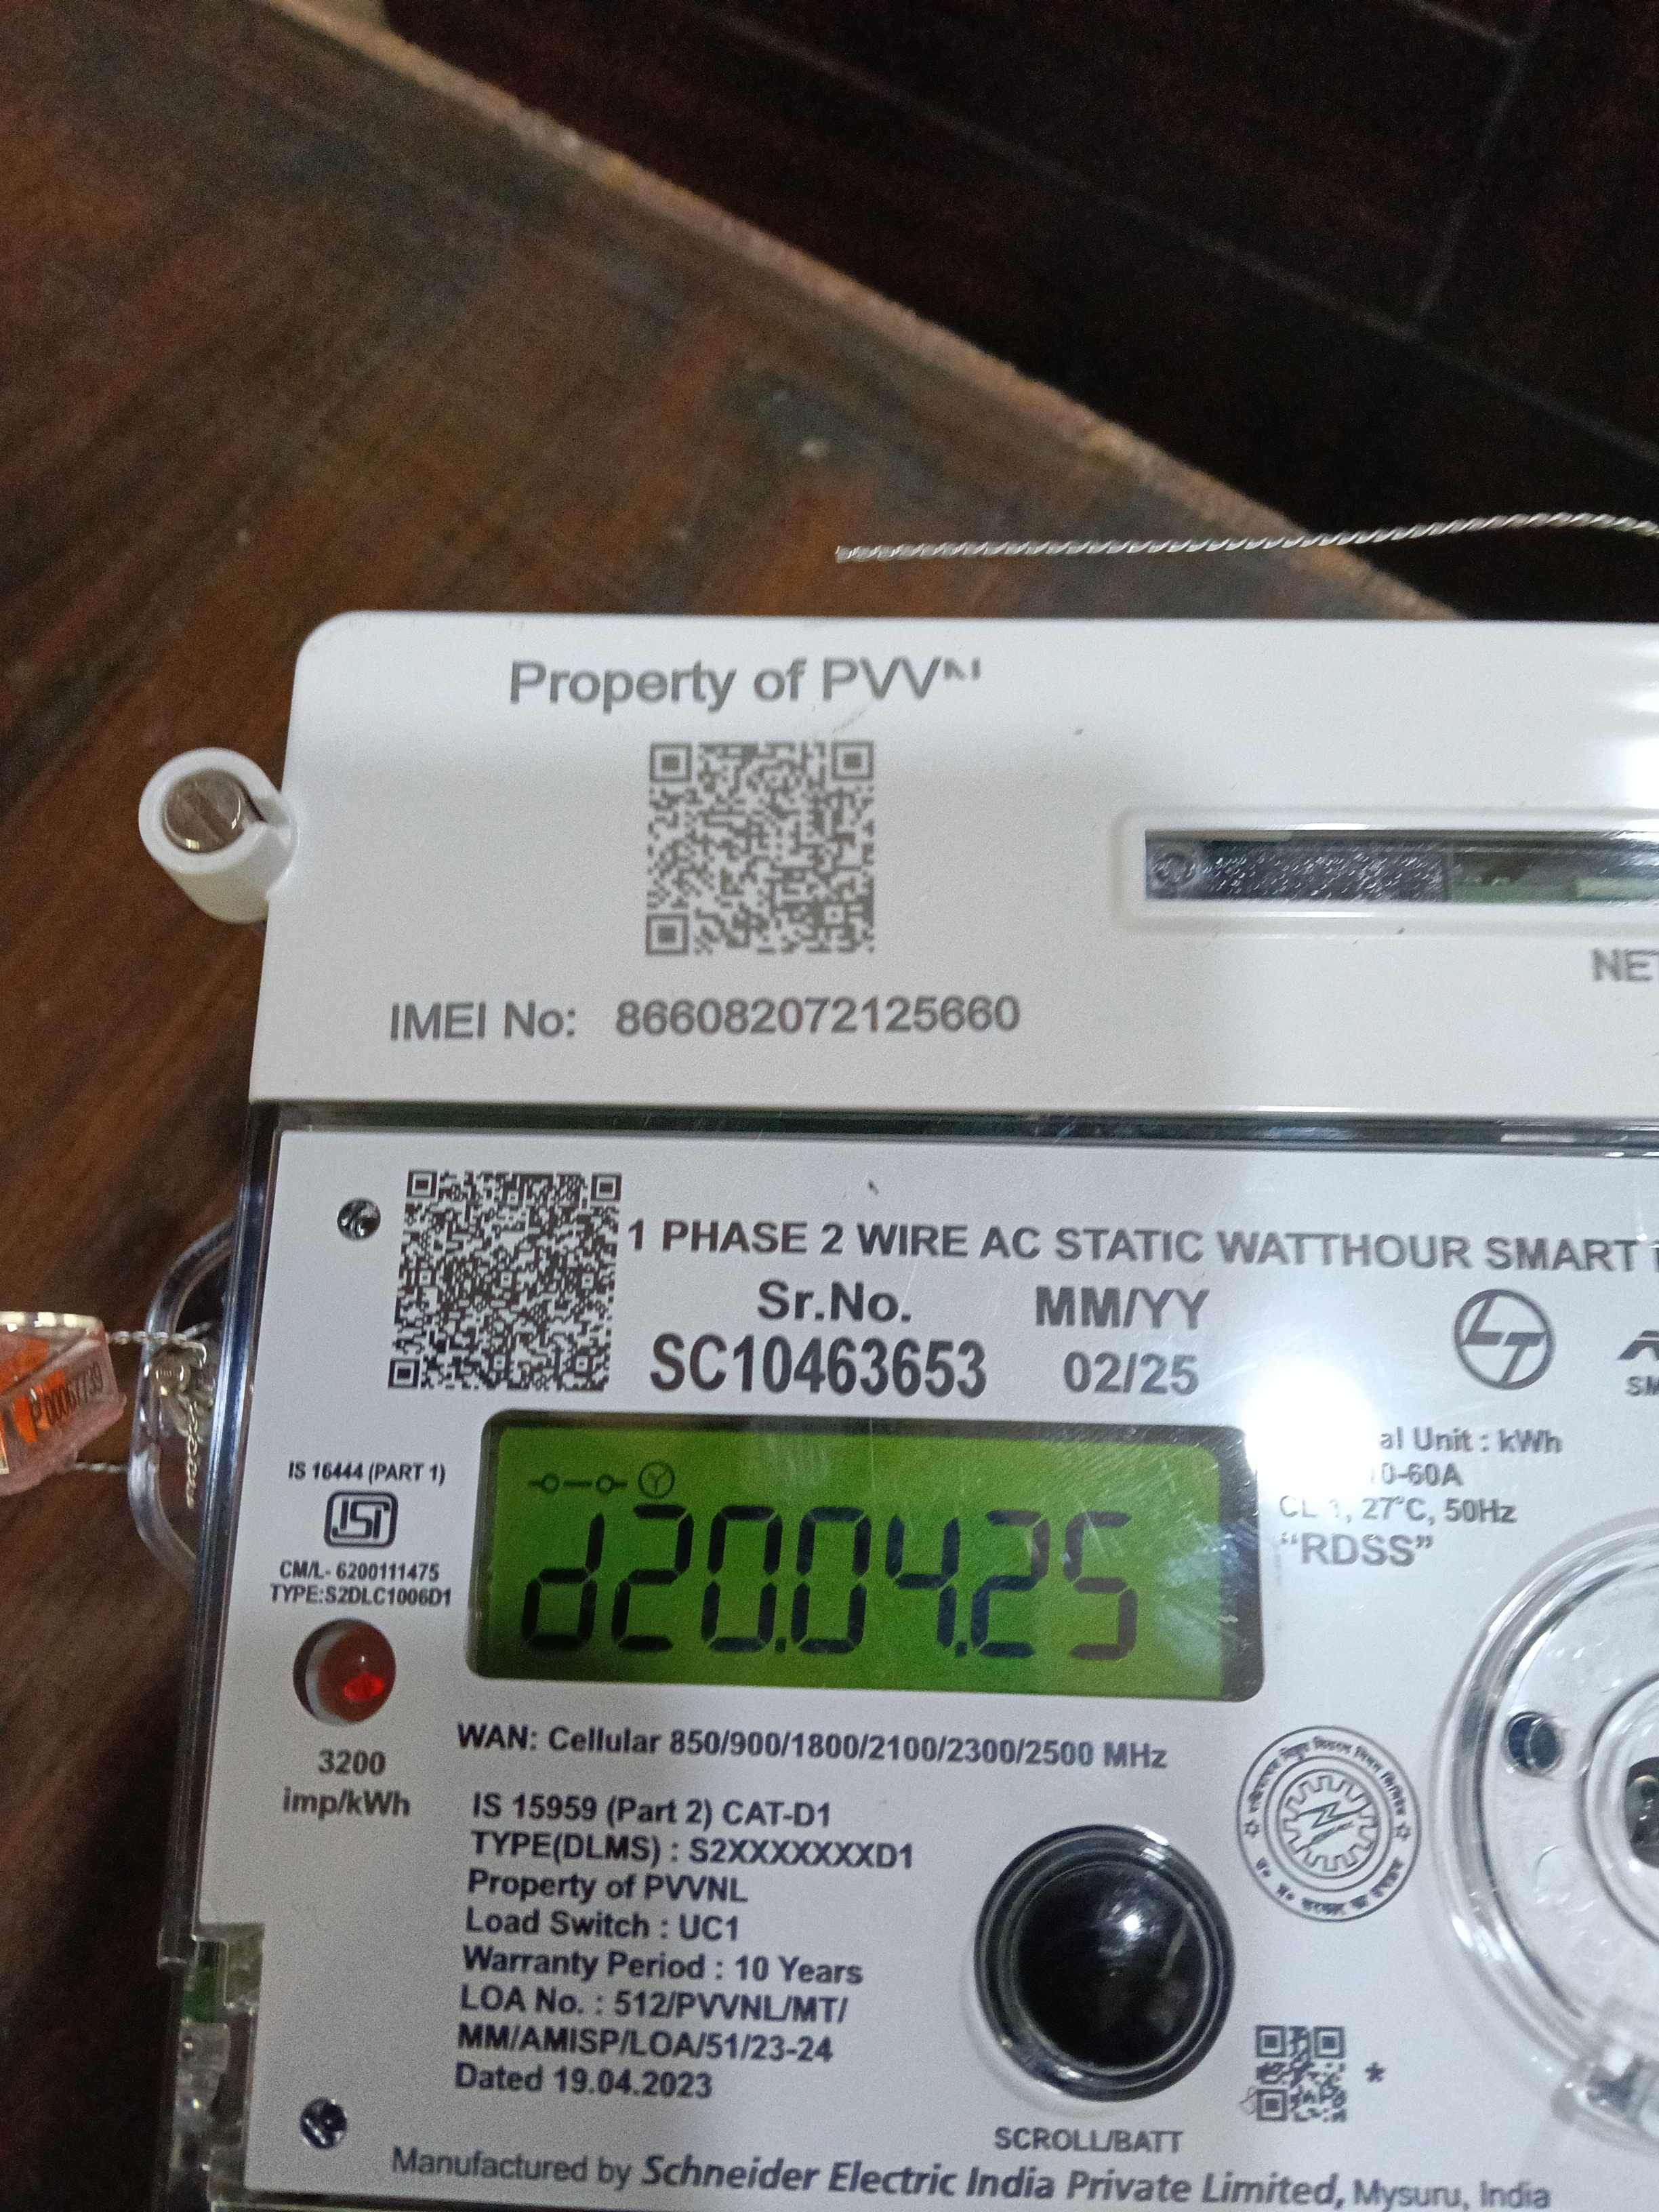 Property of PVV
IMEI No: 866082072125660
1 PHASE 2 WIRE AC STATIC WATTHOUR SMART
Sr.No. MM/YY
SC10463653 02/25
LT
P00067739
IS 16444 (PART 1)
ISI
CM/L- 6200111475
TYPE:S2DLC1006D1
d20.04.25
Unit : kWh
0-60A
CL 1, 27°C, 50Hz
“RDSS”
3200
imp/kWh
WAN: Cellular 850/900/1800/2100/2300/2500 MHz
IS 15959 (Part 2) CAT-D1
TYPE(DLMS) : S2XXXXXXXD1
Property of PVVNL
Load Switch : UC1
Warranty Period : 10 Years
LOA No. : 512/PVVNL/MT/
MM/AMISP/LOA/51/23-24
Dated 19.04.2023
*
SCROLL/BATT
Manufactured by Schneider Electric India Private Limited, Mysuru, India